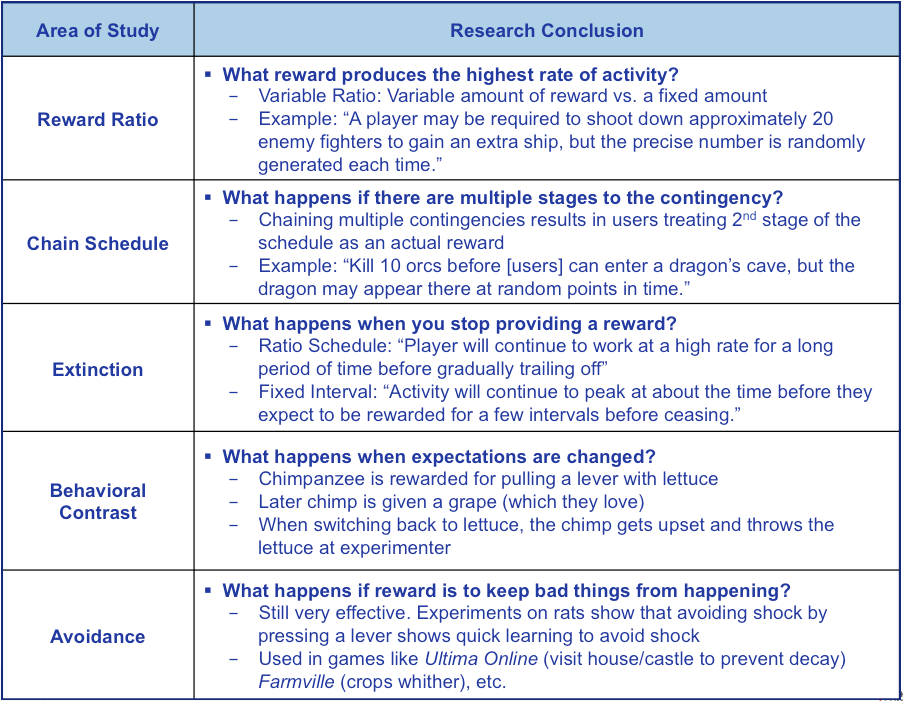 Area of Study
Research Conclusion
Reward Ratio
▪ What reward produces the highest rate of activity?
– Variable Ratio: Variable amount of reward vs. a fixed amount
– Example: “A player may be required to shoot down approximately 20
enemy fighters to gain an extra ship, but the precise number is randomly
generated each time.”
Chain Schedule
▪ What happens if there are multiple stages to the contingency?
– Chaining multiple contingencies results in users treating 2nd stage of the
schedule as an actual reward
– Example: “Kill 10 orcs before [users] can enter a dragon’s cave, but the
dragon may appear there at random points in time.”
Extinction
▪ What happens when you stop providing a reward?
– Ratio Schedule: “Player will continue to work at a high rate for a long
period of time before gradually trailing off”
– Fixed Interval: “Activity will continue to peak at about the time before they
expect to be rewarded for a few intervals before ceasing.”
Behavioral
Contrast
▪ What happens when expectations are changed?
– Chimpanzee is rewarded for pulling a lever with lettuce
– Later chimp is given a grape (which they love)
– When switching back to lettuce, the chimp gets upset and throws the
lettuce at experimenter
Avoidance
▪ What happens if reward is to keep bad things from happening?
– Still very effective. Experiments on rats show that avoiding shock by
pressing a lever shows quick learning to avoid shock
– Used in games like Ultima Online (visit house/castle to prevent decay)
Farmville (crops whither), etc.